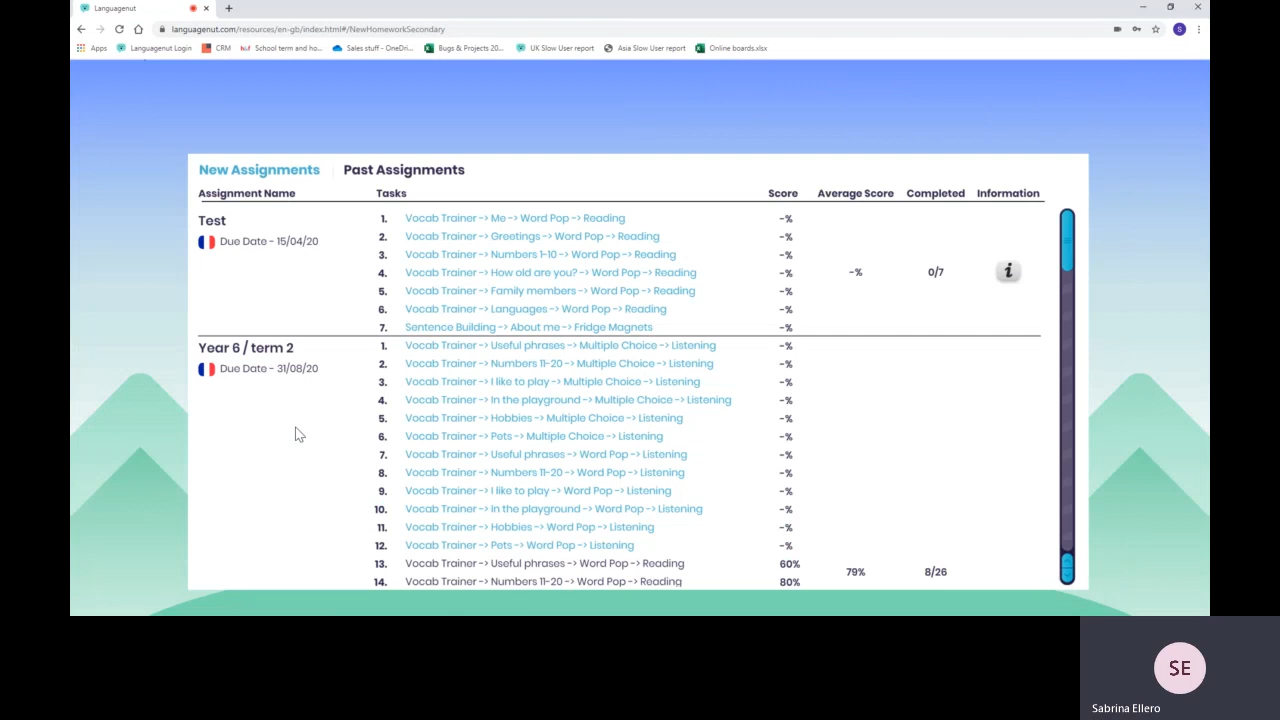 Languagenut
languagenut.com/resources/en-gb/index.html#/NewHomeworkSecondary
Apps Languagenut Login CRM School term and ho... Sales stuff - OneDri... Bugs & Projects 20... UK Slow User report Asia Slow User report Online boards.xlsx
New Assignments Past Assignments
Assignment Name Tasks Score Average Score Completed Information
Test
Due Date - 15/04/20
1. Vocab Trainer -> Me -> Word Pop -> Reading -%
2. Vocab Trainer -> Greetings -> Word Pop -> Reading -%
3. Vocab Trainer -> Numbers 1-10 -> Word Pop -> Reading -%
4. Vocab Trainer -> How old are you? -> Word Pop -> Reading -% -% 0/7 i
5. Vocab Trainer -> Family members -> Word Pop -> Reading -%
6. Vocab Trainer -> Languages -> Word Pop -> Reading -%
7. Sentence Building -> About me -> Fridge Magnets -%
Year 6 / term 2
Due Date - 31/08/20
1. Vocab Trainer -> Useful phrases -> Multiple Choice -> Listening -%
2. Vocab Trainer -> Numbers 11-20 -> Multiple Choice -> Listening -%
3. Vocab Trainer -> I like to play -> Multiple Choice -> Listening -%
4. Vocab Trainer -> In the playground -> Multiple Choice -> Listening -%
5. Vocab Trainer -> Hobbies -> Multiple Choice -> Listening -%
6. Vocab Trainer -> Pets -> Multiple Choice -> Listening -%
7. Vocab Trainer -> Useful phrases -> Word Pop -> Listening -%
8. Vocab Trainer -> Numbers 11-20 -> Word Pop -> Listening -%
9. Vocab Trainer -> I like to play -> Word Pop -> Listening -%
10. Vocab Trainer -> In the playground -> Word Pop -> Listening -%
11. Vocab Trainer -> Hobbies -> Word Pop -> Listening -%
12. Vocab Trainer -> Pets -> Word Pop -> Listening -%
13. Vocab Trainer -> Useful phrases -> Word Pop -> Reading 60%
79% 8/26
14. Vocab Trainer -> Numbers 11-20 -> Word Pop -> Reading 80%
SE
Sabrina Ellero